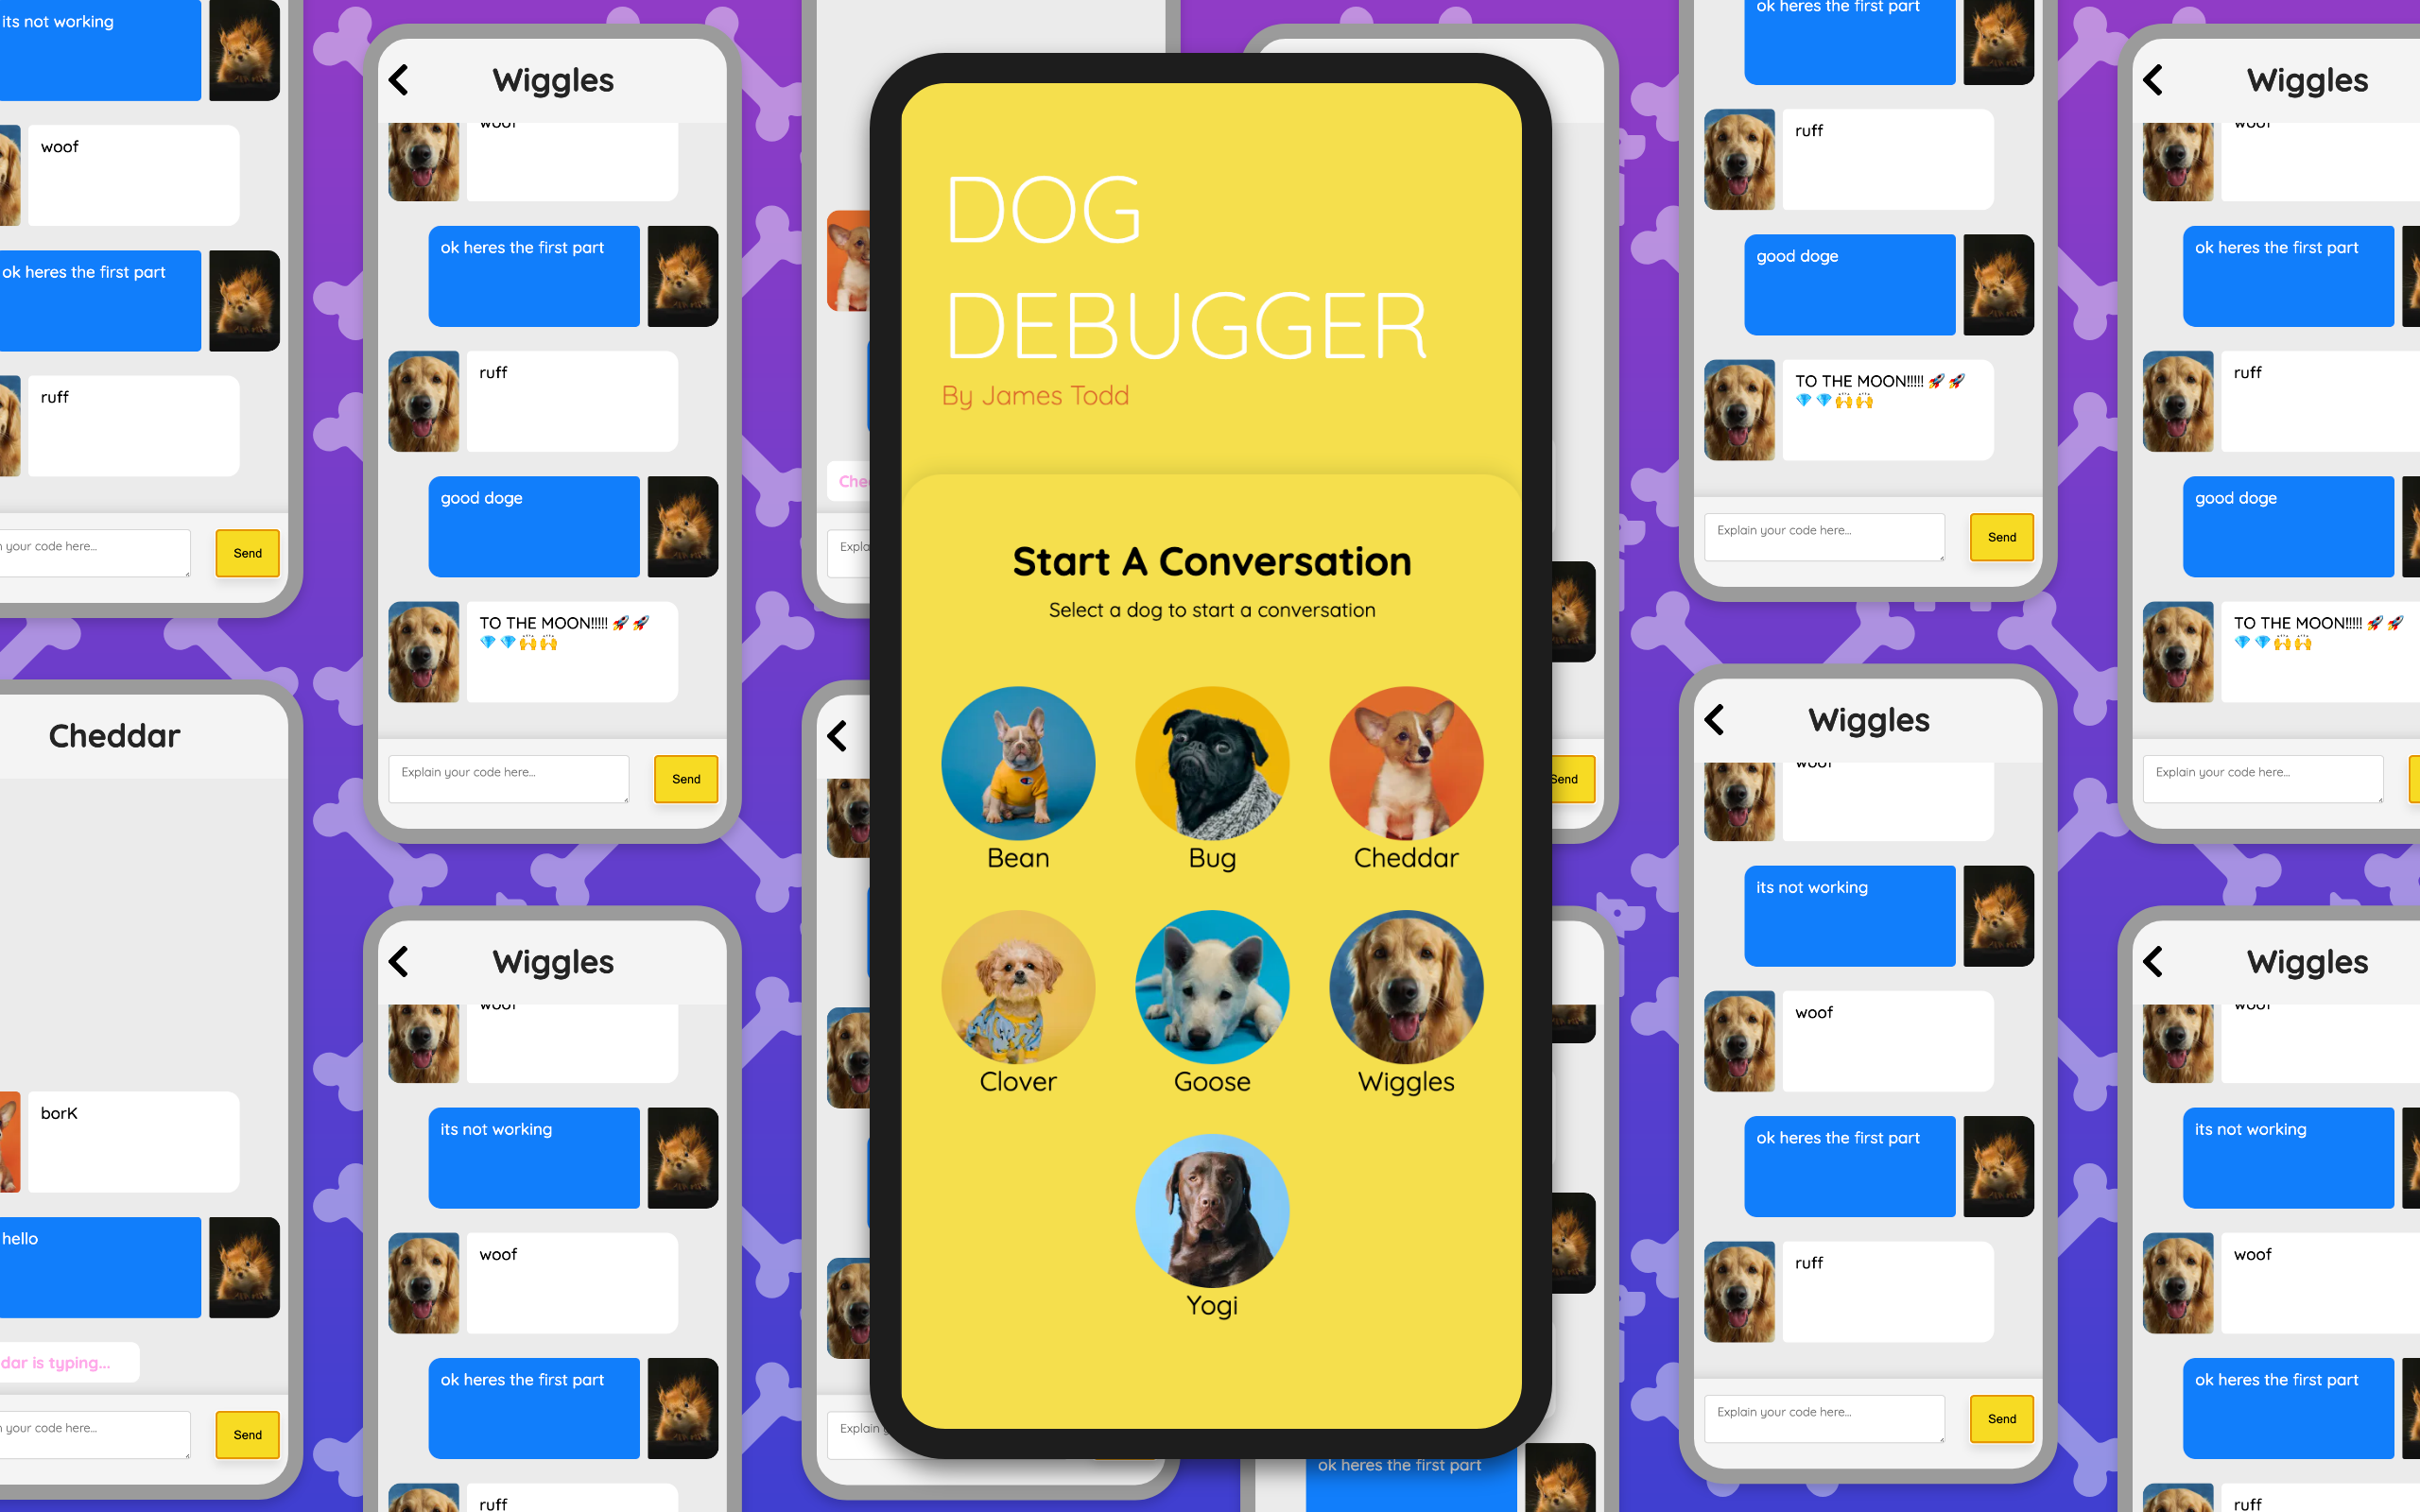 its not working
woof
ok heres the first part
ruff
your code here...
Send
Cheddar
borK
hello
dar is typing...
your code here...
Send
Wiggles
woof
ok heres the first part
ruff
good doge
TO THE MOON!!!!! 🚀 🚀
💎 💎 🙌 🙌
Explain your code here...
Send
Wiggles
woof
its not working
woof
ok heres the first part
ruff
Che
Expla
Explain y
DOG
DEBUGGER
By James Todd
Start A Conversation
Select a dog to start a conversation
Bean
Bug
Cheddar
Clover
Goose
Wiggles
Yogi
Send
ok heres the first part
ok heres the first part
ruff
good doge
TO THE MOON!!!!! 🚀 🚀
💎 💎 🙌 🙌
Explain your code here...
Send
Wiggles
woof
its not working
woof
ok heres the first part
ruff
Explain your code here...
Send
Wiggles
woof
ok heres the first part
ruff
good doge
TO THE MOON!!!!! 🚀 🚀
💎 💎 🙌 🙌
Explain your code here...
Wiggles
woof
its not working
woof
ok heres the first part
ruff